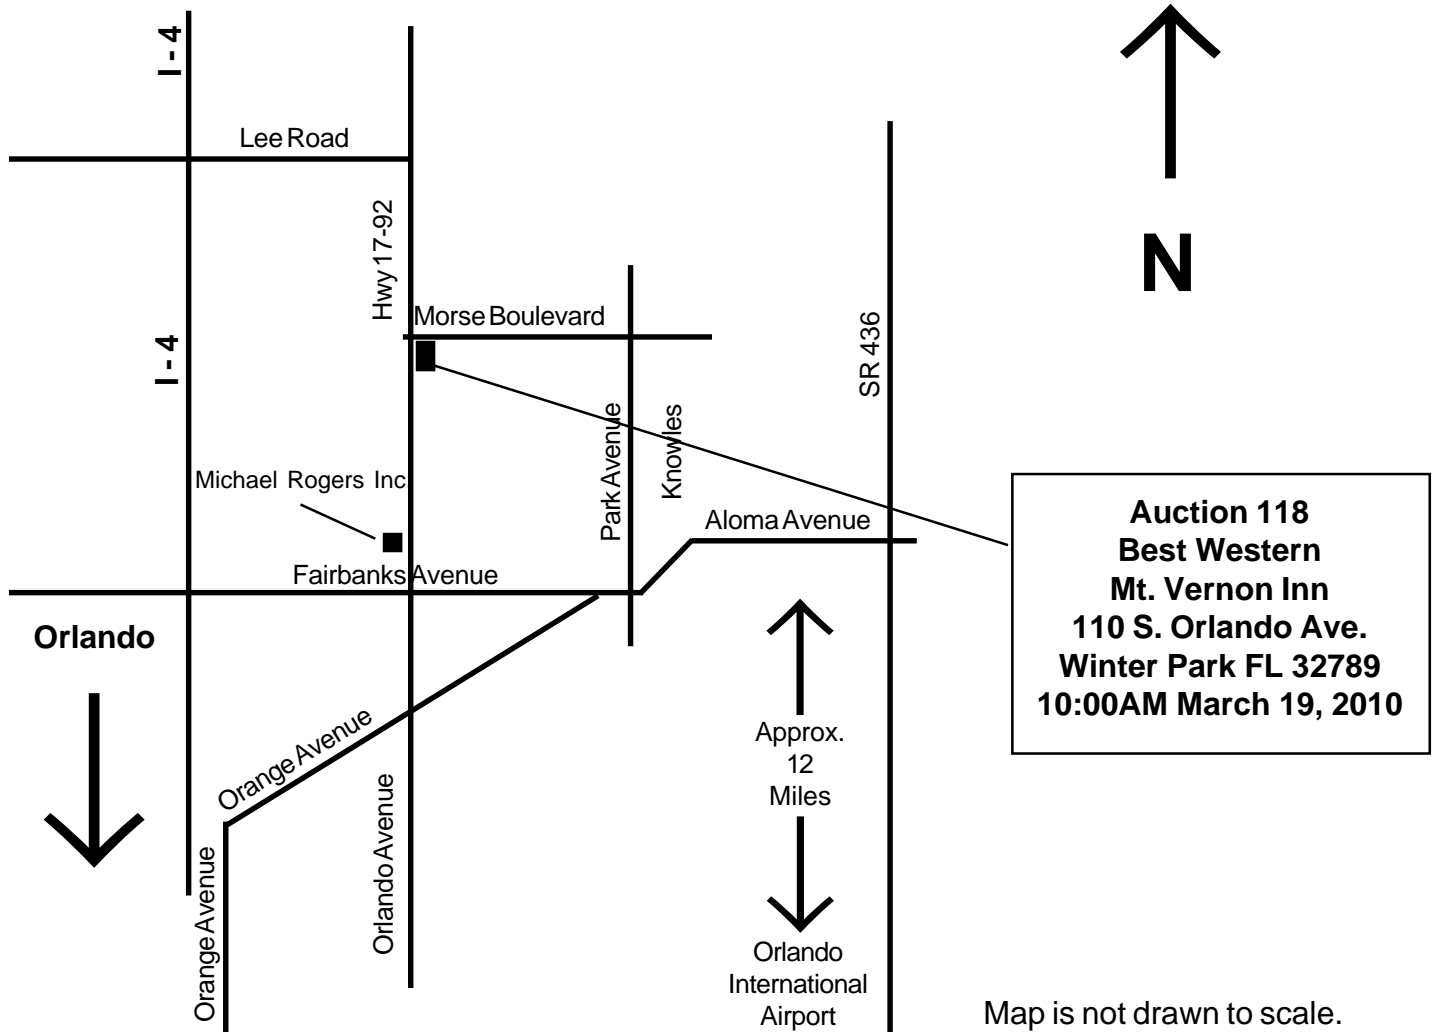 I - 4
Lee Road
Hwy 17-92
Morse Boulevard
I - 4
SR 436
N
Park Avenue
Knowles
Michael Rogers Inc
Aloma Avenue
Fairbanks Avenue
Auction 118
Best Western
Mt. Vernon Inn
110 S. Orlando Ave.
Winter Park FL 32789
10:00AM March 19, 2010
Orlando
Orange Avenue
Approx.
12
Miles
Orange Avenue
Orlando Avenue
Orlando
International
Airport
Map is not drawn to scale.